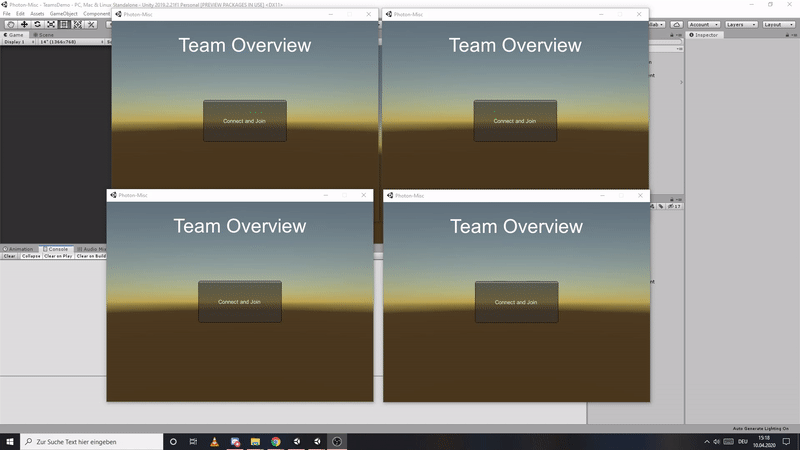 Photon-Misc - TeamsDemo - PC, Mac & Linux Standalone - Unity 2018.2.21f1 Personal [PREVIEW PACKAGES IN USE] <DX11>
File Edit Assets GameObject Component
Account Layers Layout
Game Scene
Display 1 14" (1366x768)
Inspector
Photon-Misc
Team Overview
Connect and Join
Photon-Misc
Team Overview
Connect and Join
Photon-Misc
Team Overview
Connect and Join
Photon-Misc
Team Overview
Connect and Join
Animation Console Audio
Clear Collapse Clear on Play Clear on Build
17
Auto Generate Lighting On
Zur Suche Text hier eingeben
DEU
15:18
10.04.2020